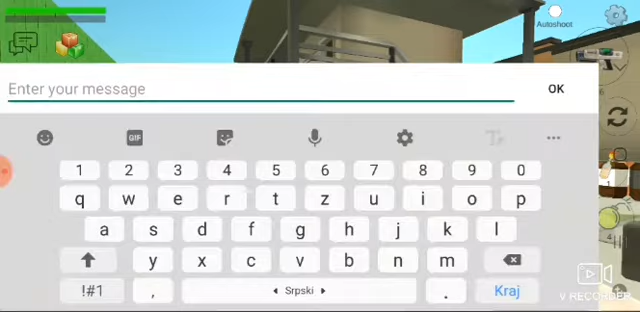 Autoshoot
Enter your message
OK
GIF
1 2 3 4 5 6 7 8 9 0
q w e r t z u i o p
a s d f g h j k l
y x c v b n m
!#1 , Srpski . Kraj
V RECORDER